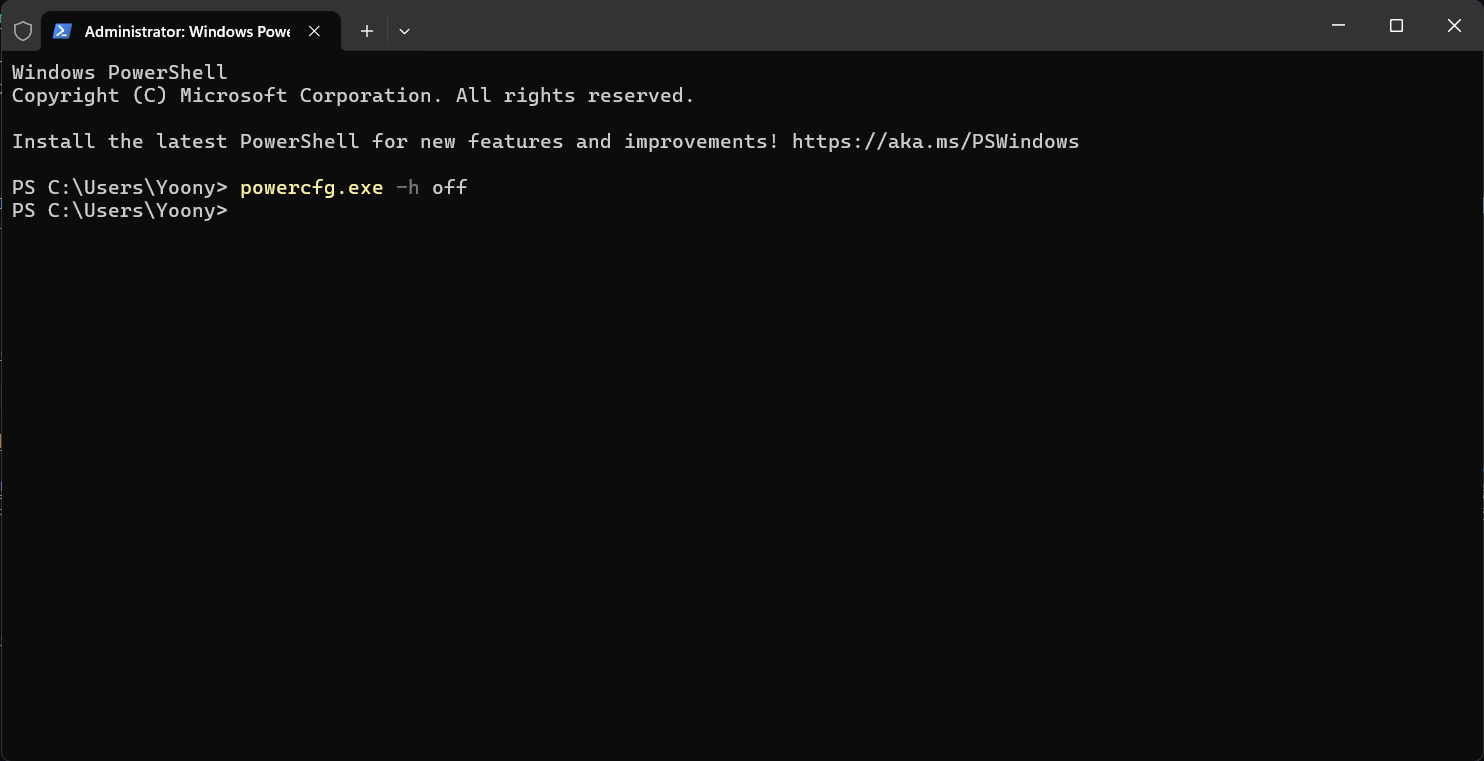 Administrator: Windows Powe
Windows PowerShell
Copyright (C) Microsoft Corporation. All rights reserved.
Install the latest PowerShell for new features and improvements! https://aka.ms/PSWindows
PS C:\Users\Yoony> powercfg.exe -h off
PS C:\Users\Yoony>